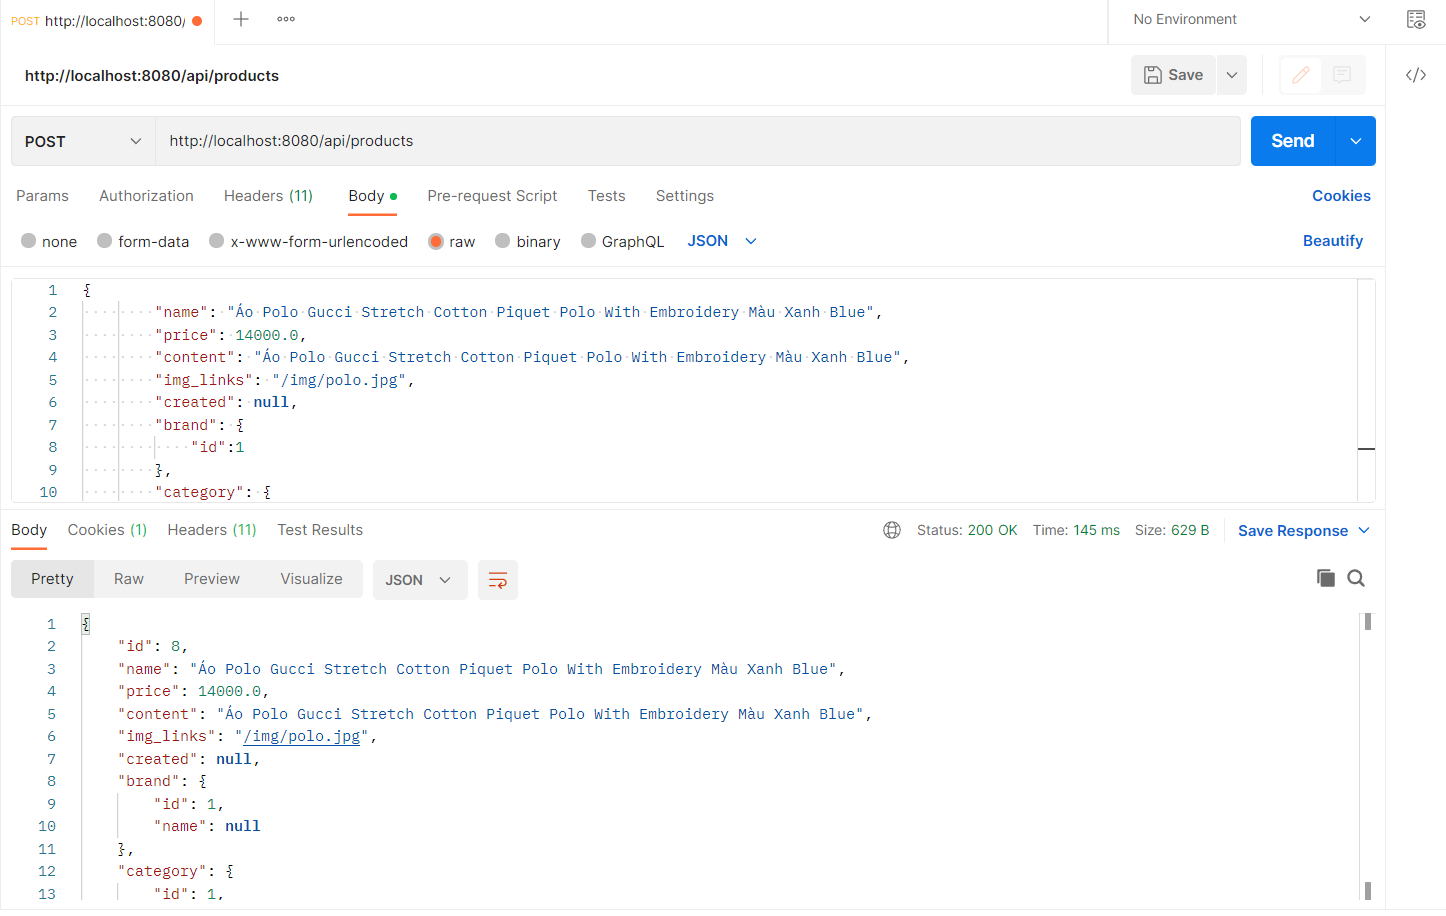 POST http://localhost:8080/
No Environment
http://localhost:8080/api/products
Save
POST http://localhost:8080/api/products Send
Params Authorization Headers (11) Body Pre-request Script Tests Settings Cookies
none form-data x-www-form-urlencoded raw binary GraphQL JSON Beautify
1 {
2 "name": "Áo Polo Gucci Stretch Cotton Piquet Polo With Embroidery Màu Xanh Blue",
3 "price": 14000.0,
4 "content": "Áo Polo Gucci Stretch Cotton Piquet Polo With Embroidery Màu Xanh Blue",
5 "img_links": "/img/polo.jpg",
6 "created": null,
7 "brand": {
8 "id":1
9 },
10 "category": {
Body Cookies (1) Headers (11) Test Results Status: 200 OK Time: 145 ms Size: 629 B Save Response
Pretty Raw Preview Visualize JSON
1 {
2 "id": 8,
3 "name": "Áo Polo Gucci Stretch Cotton Piquet Polo With Embroidery Màu Xanh Blue",
4 "price": 14000.0,
5 "content": "Áo Polo Gucci Stretch Cotton Piquet Polo With Embroidery Màu Xanh Blue",
6 "img_links": "/img/polo.jpg",
7 "created": null,
8 "brand": {
9 "id": 1,
10 "name": null
11 },
12 "category": {
13 "id": 1,